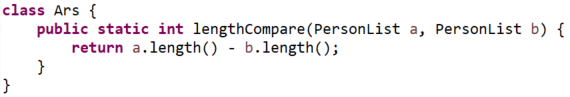 class Ars {
    public static int lengthCompare(PersonList a, PersonList b) {
        return a.length() - b.length();
    }
}